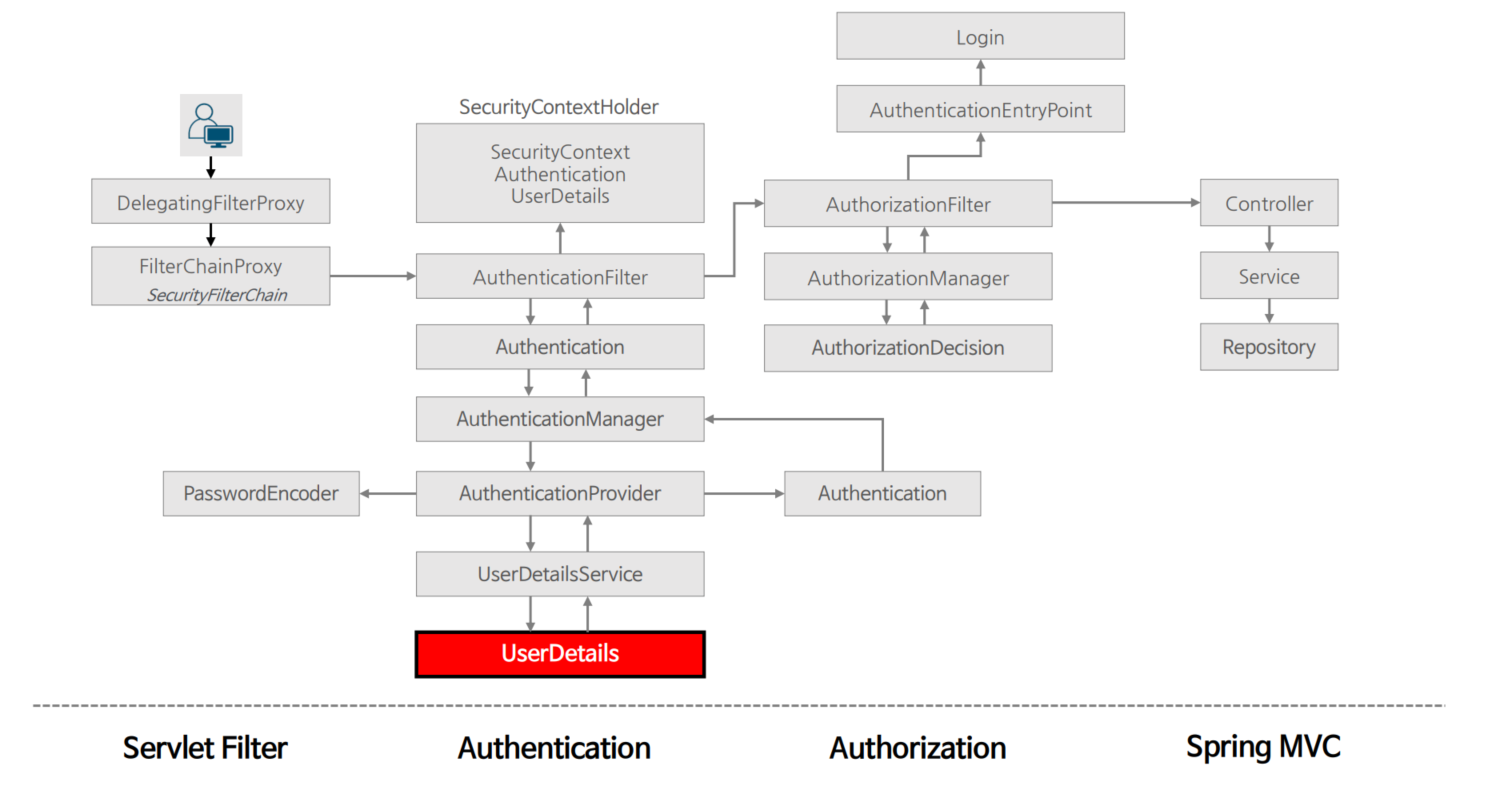 Login
AuthenticationEntryPoint
SecurityContextHolder
SecurityContext
Authentication
UserDetails
DelegatingFilterProxy
AuthorizationFilter
Controller
FilterChainProxy
SecurityFilterChain
AuthenticationFilter
AuthorizationManager
Service
Authentication
AuthorizationDecision
Repository
AuthenticationManager
PasswordEncoder
AuthenticationProvider
Authentication
UserDetailsService
UserDetails
Servlet Filter
Authentication
Authorization
Spring MVC